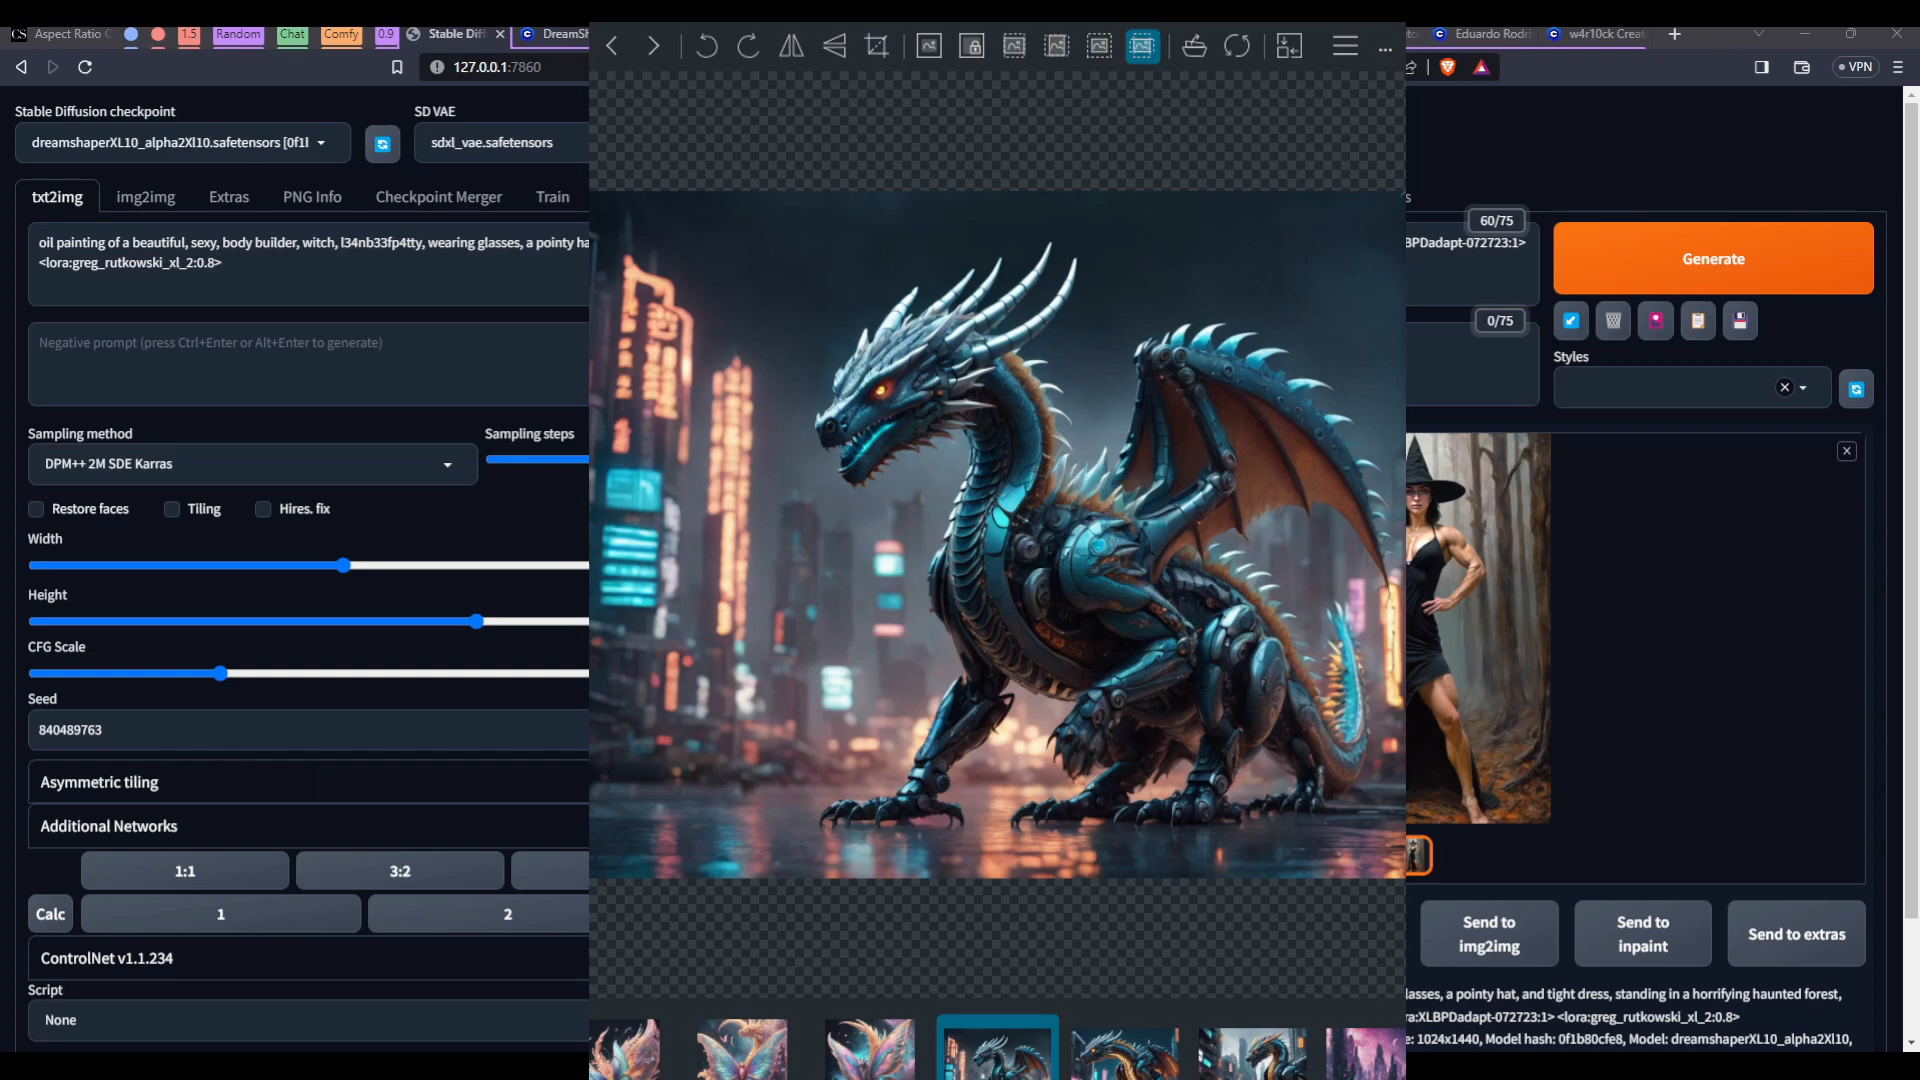 CS Aspect Ratio C
1.5
Random
Chat
Comfy
0.9
Stable Diff
DreamSh
Eduardo Rodri
w4r10ck Creat
127.0.0.1:7860
VPN
Stable Diffusion checkpoint
SD VAE
dreamshaperXL10_alpha2Xl10.safetensors [0f1l
sdxl_vae.safetensors
txt2img
img2img
Extras
PNG Info
Checkpoint Merger
Train
s
60/75
oil painting of a beautiful, sexy, body builder, witch, l34nb33fp4tty, wearing glasses, a pointy ha
BPDadapt-072723:1>
<lora:greg_rutkowski_xl_2:0.8>
Generate
0/75
Negative prompt (press Ctrl+Enter or Alt+Enter to generate)
Styles
Sampling method
Sampling steps
DPM++ 2M SDE Karras
Restore faces
Tiling
Hires. fix
Width
Height
CFG Scale
Seed
840489763
Asymmetric tiling
Additional Networks
1:1
3:2
Calc
1
2
Send to
img2img
Send to
inpaint
Send to extras
ControlNet v1.1.234
Script
None
lasses, a pointy hat, and tight dress, standing in a horrifying haunted forest,
ra:XLBPDadapt-072723:1> <lora:greg_rutkowski_xl_2:0.8>
e: 1024x1440, Model hash: 0f1b80cfe8, Model: dreamshaperXL10_alpha2Xl10,